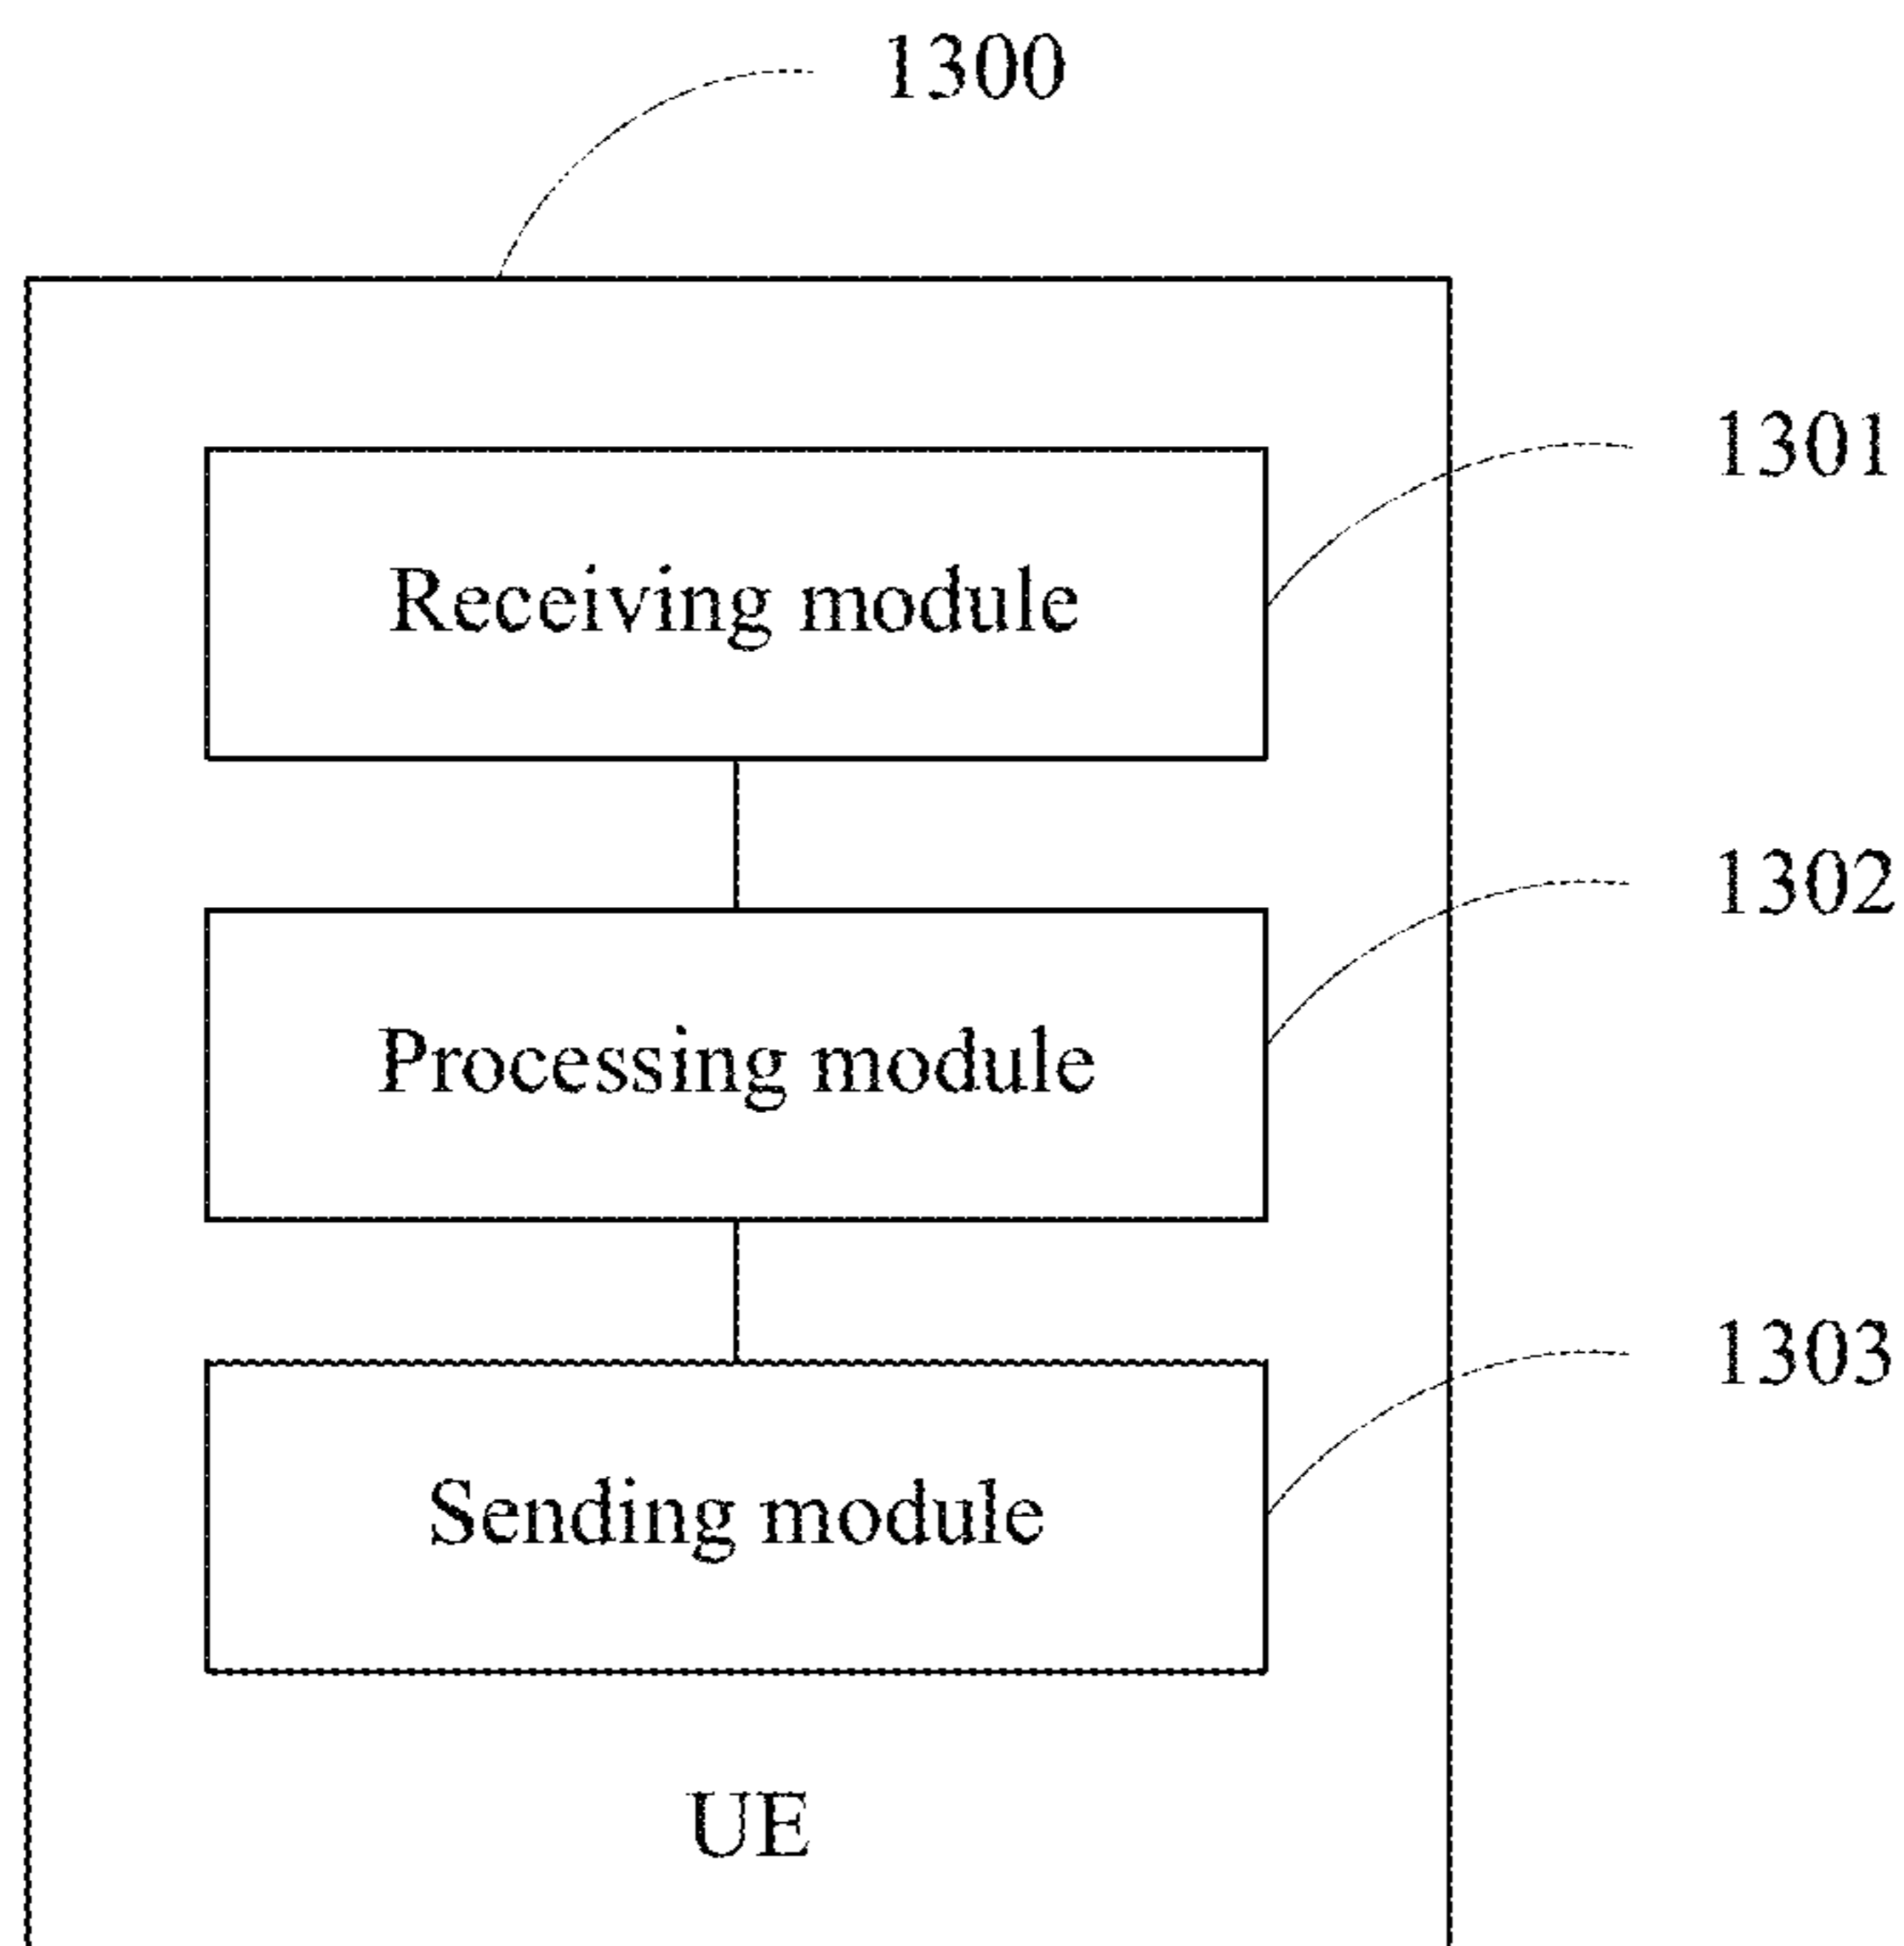 1300
1301
Receiving module
1302
Processing module
1303
Sending module
UE